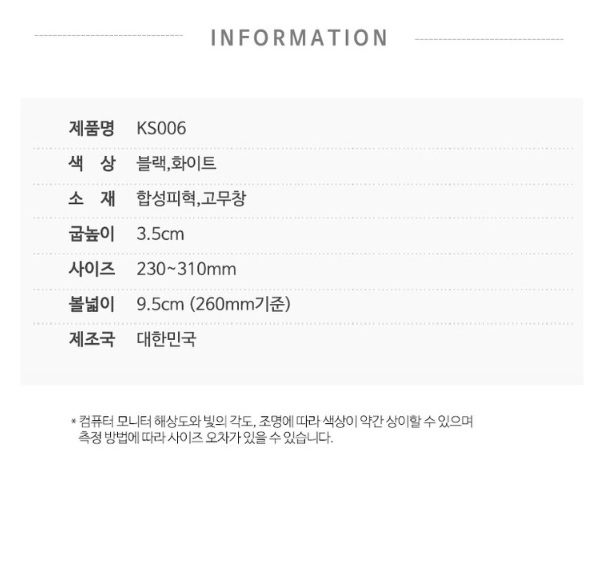 INFORMATION
제품명 KS006
색 상 블랙,화이트
소 재 합성피혁,고무창
굽높이 3.5cm
사이즈 230~310mm
볼넓이 9.5cm (260mm기준)
제조국 대한민국
* 컴퓨터 모니터 해상도와 빛의 각도, 조명에 따라 색상이 약간 상이할 수 있으며
측정 방법에 따라 사이즈 오차가 있을 수 있습니다.